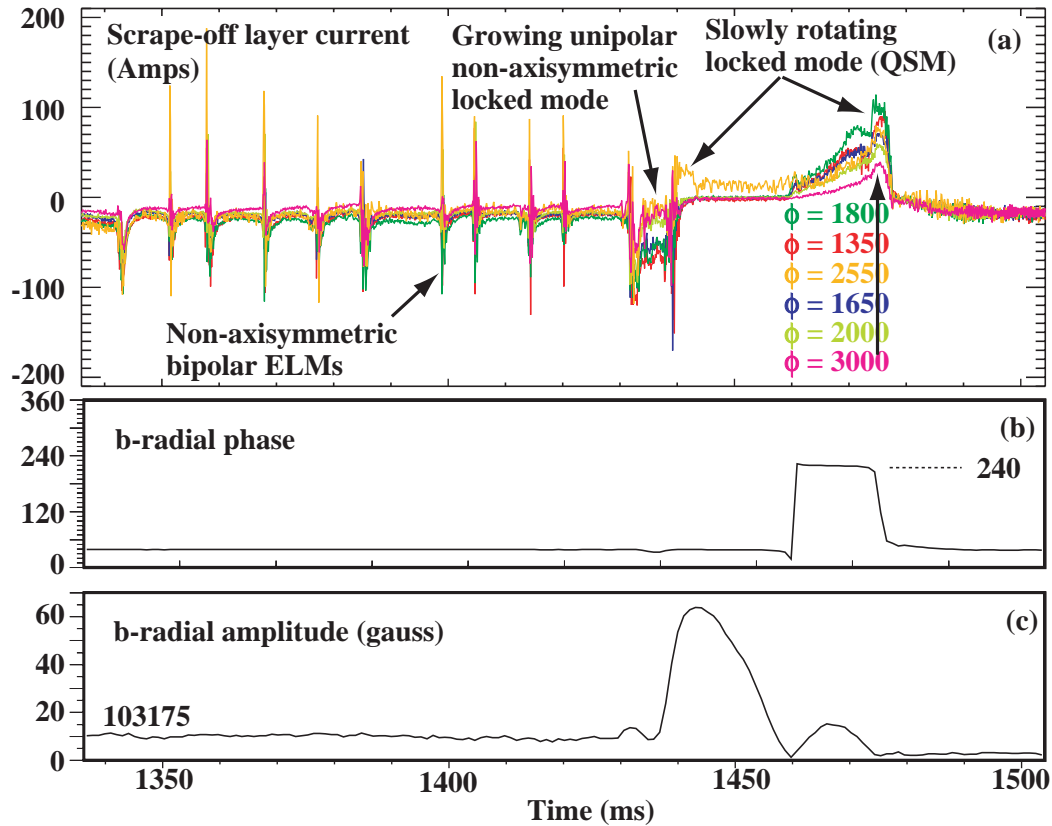 200
100
0
-100
-200
Scrape-off layer current
(Amps)
Growing unipolar
non-axisymmetric
locked mode
Slowly rotating
locked mode (QSM)
(a)
Non-axisymmetric
bipolar ELMs
ϕ = 1800
ϕ = 1350
ϕ = 2550
ϕ = 1650
ϕ = 2000
ϕ = 3000
360
240
120
0
b-radial phase
(b)
240
60
40
20
0
b-radial amplitude (gauss)
(c)
103175
1350
1400
1450
1500
Time (ms)